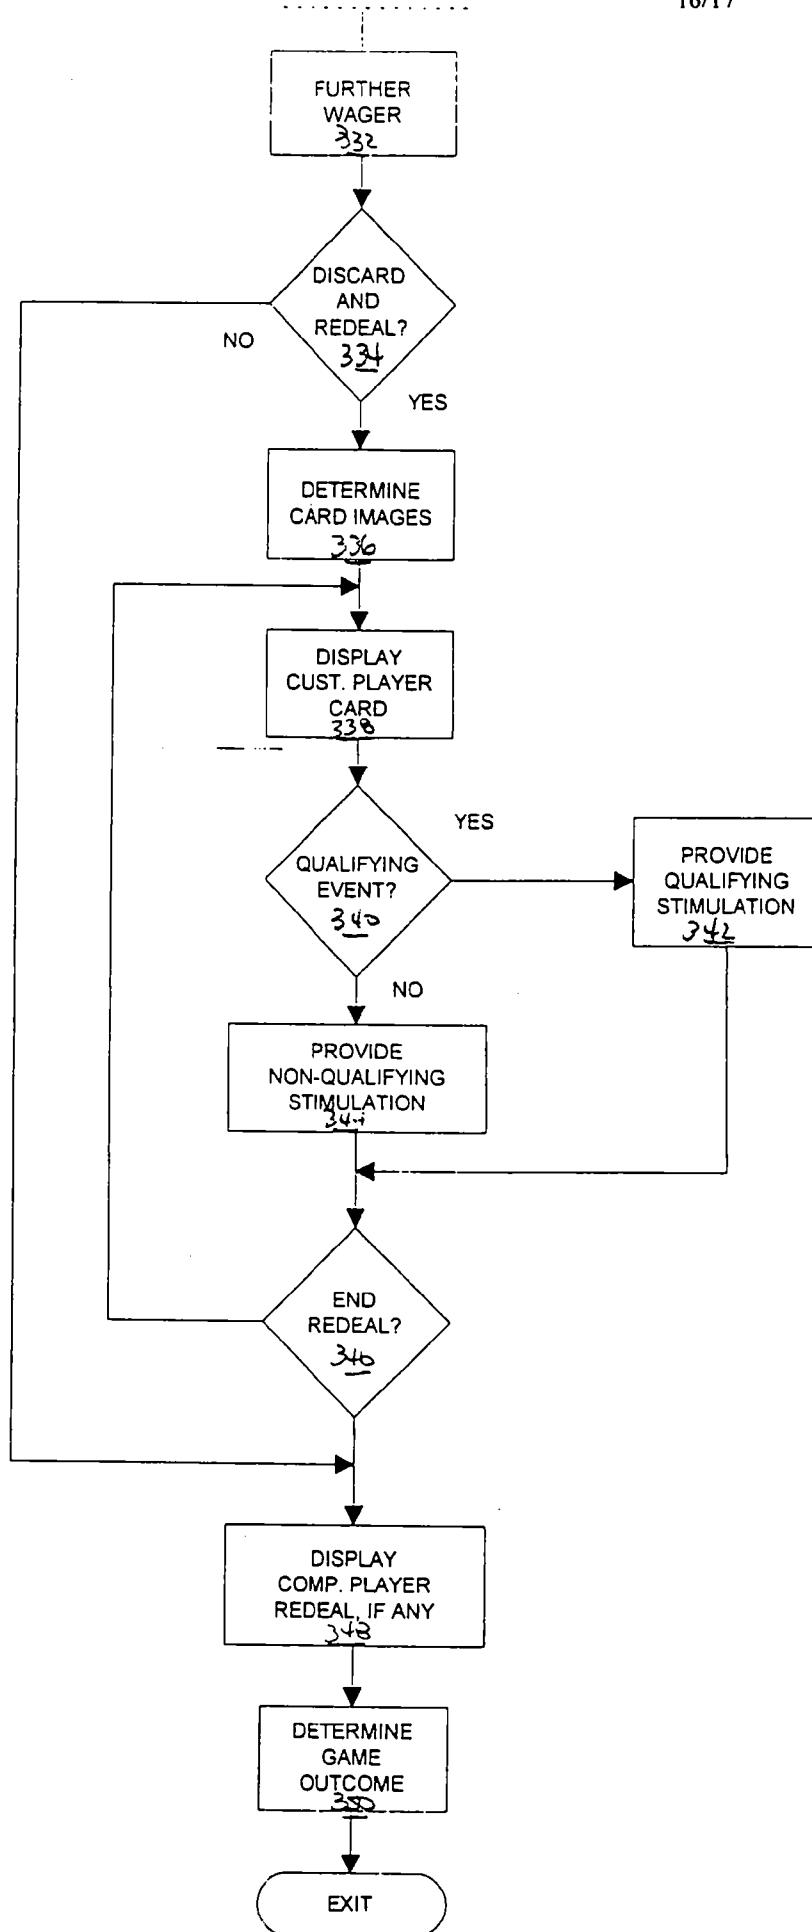 16/17
FURTHER
WAGER
332
DISCARD
AND
REDEAL?
334
NO
YES
DETERMINE
CARD IMAGES
336
DISPLAY
CUST. PLAYER
CARD
338
YES
QUALIFYING
EVENT?
340
PROVIDE
QUALIFYING
STIMULATION
342
NO
PROVIDE
NON-QUALIFYING
STIMULATION
344
END
REDEAL?
346
DISPLAY
COMP. PLAYER
REDEAL, IF ANY
348
DETERMINE
GAME
OUTCOME
350
EXIT